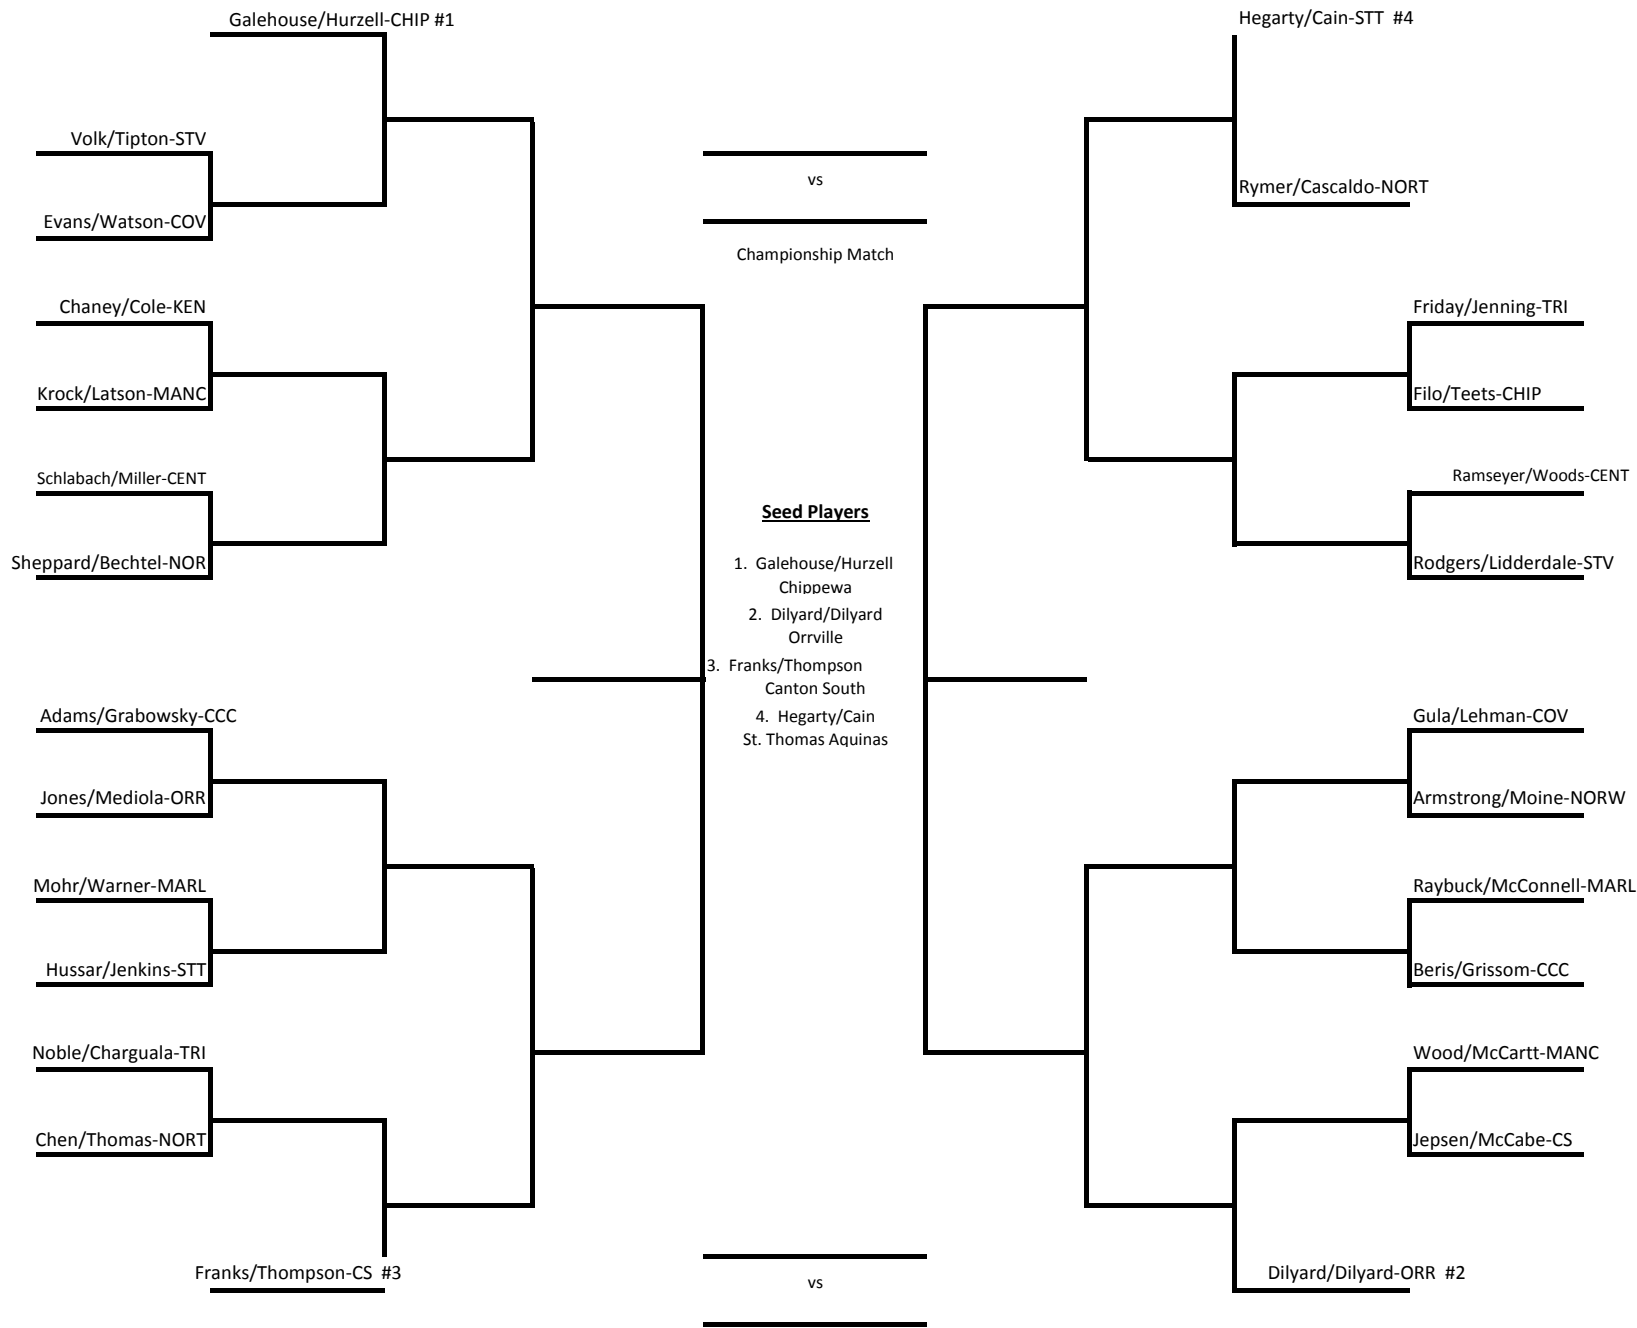 Galehouse/Hurzell-CHIP #1
Hegarty/Cain-STT #4
Volk/Tipton-STV
vs
Rymer/Cascaldo-NORT
Evans/Watson-COV
Championship Match
Chaney/Cole-KEN
Friday/Jenning-TRI
Krock/Latson-MANC
Filo/Teets-CHIP
Schlabach/Miller-CENT
Ramseyer/Woods-CENT
Seed Players
Sheppard/Bechtel-NOR
1. Galehouse/Hurzell
Rodgers/Lidderdale-STV
Chippewa
2. Dilyard/Dilyard
Orrville
3. Franks/Thompson
Canton South
4. Hegarty/Cain
St. Thomas Aquinas
Adams/Grabowsky-CCC
Gula/Lehman-COV
Jones/Mediola-ORR
Armstrong/Moine-NORW
Mohr/Warner-MARL
Raybuck/McConnell-MARL
Hussar/Jenkins-STT
Beris/Grissom-CCC
Noble/Charguala-TRI
Wood/McCartt-MANC
Chen/Thomas-NORT
Jepsen/McCabe-CS
Franks/Thompson-CS #3
Dilyard/Dilyard-ORR #2
vs